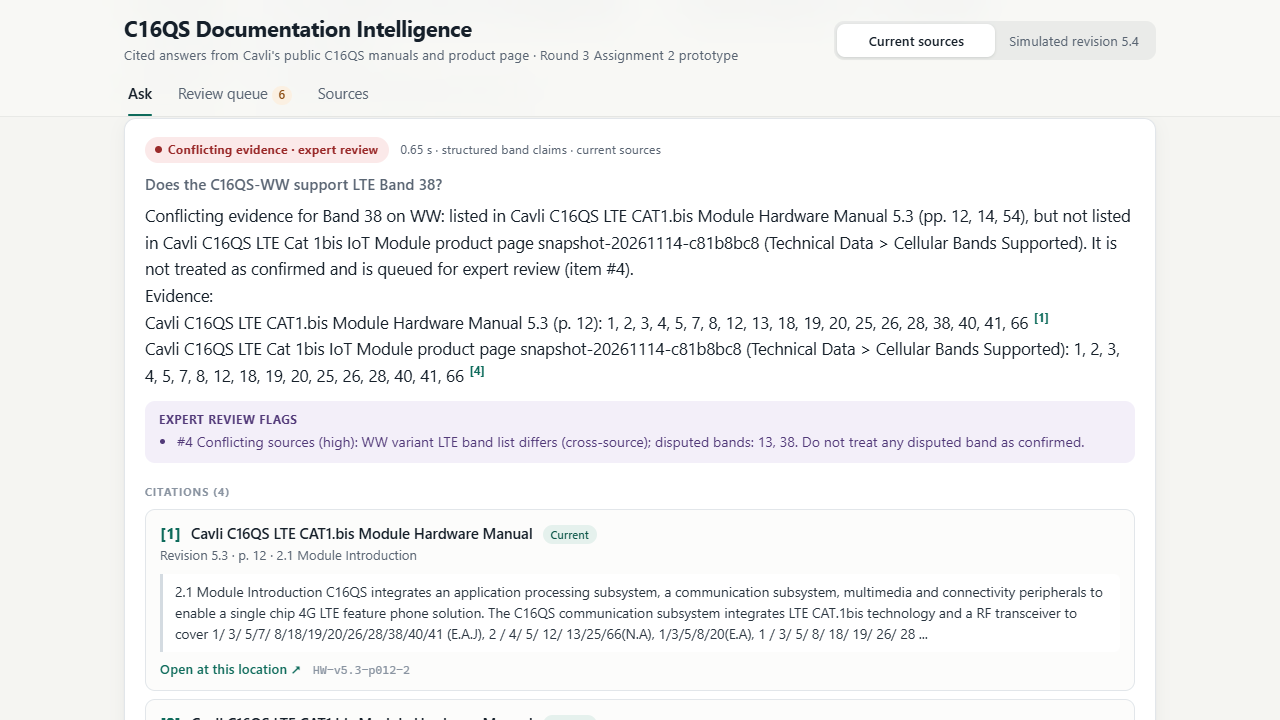 C16QS Documentation Intelligence
Cited answers from Cavli's public C16QS manuals and product page · Round 3 Assignment 2 prototype
Current sources
Simulated revision 5.4
Ask
Review queue 6
Sources
Conflicting evidence · expert review
0.65 s · structured band claims · current sources
Does the C16QS-WW support LTE Band 38?
Conflicting evidence for Band 38 on WW: listed in Cavli C16QS LTE CAT1.bis Module Hardware Manual 5.3 (pp. 12, 14, 54), but not listed
in Cavli C16QS LTE Cat 1bis IoT Module product page snapshot-20261114-c81b8bc8 (Technical Data > Cellular Bands Supported). It is
not treated as confirmed and is queued for expert review (item #4).
Evidence:
Cavli C16QS LTE CAT1.bis Module Hardware Manual 5.3 (p. 12): 1, 2, 3, 4, 5, 7, 8, 12, 13, 18, 19, 20, 25, 26, 28, 38, 40, 41, 66 [1]
Cavli C16QS LTE Cat 1bis IoT Module product page snapshot-20261114-c81b8bc8 (Technical Data > Cellular Bands Supported): 1, 2, 3,
4, 5, 7, 8, 12, 18, 19, 20, 25, 26, 28, 40, 41, 66 [4]
EXPERT REVIEW FLAGS
• #4 Conflicting sources (high): WW variant LTE band list differs (cross-source); disputed bands: 13, 38. Do not treat any disputed band as confirmed.
CITATIONS (4)
[1] Cavli C16QS LTE CAT1.bis Module Hardware Manual Current
Revision 5.3 · p. 12 · 2.1 Module Introduction
2.1 Module Introduction C16QS integrates an application processing subsystem, a communication subsystem, multimedia and connectivity peripherals to
enable a single chip 4G LTE feature phone solution. The C16QS communication subsystem integrates LTE CAT.1bis technology and a RF transceiver to
cover 1/ 3/ 5/7/ 8/18/19/20/26/28/38/40/41 (E.A.J), 2 / 4/ 5/ 12/ 13/25/66(N.A), 1/3/5/8/20(E.A), 1 / 3/ 5/ 8/ 18/ 19/ 26/ 28 ...
Open at this location ↗ HW-v5.3-p012-2